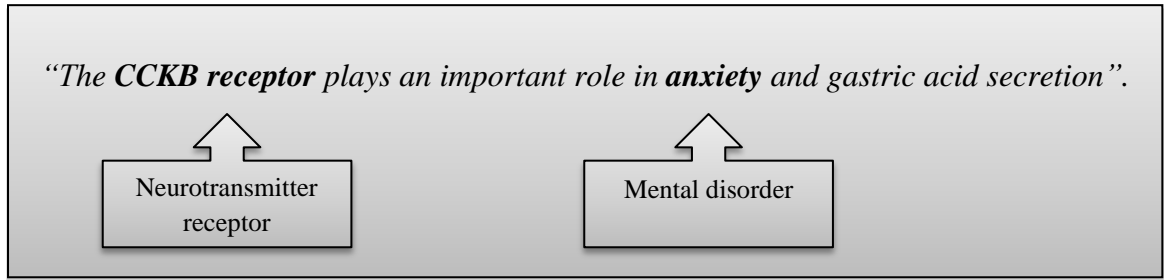 “The CCKB receptor plays an important role in anxiety and gastric acid secretion”.
Neurotransmitter
receptor
Mental disorder